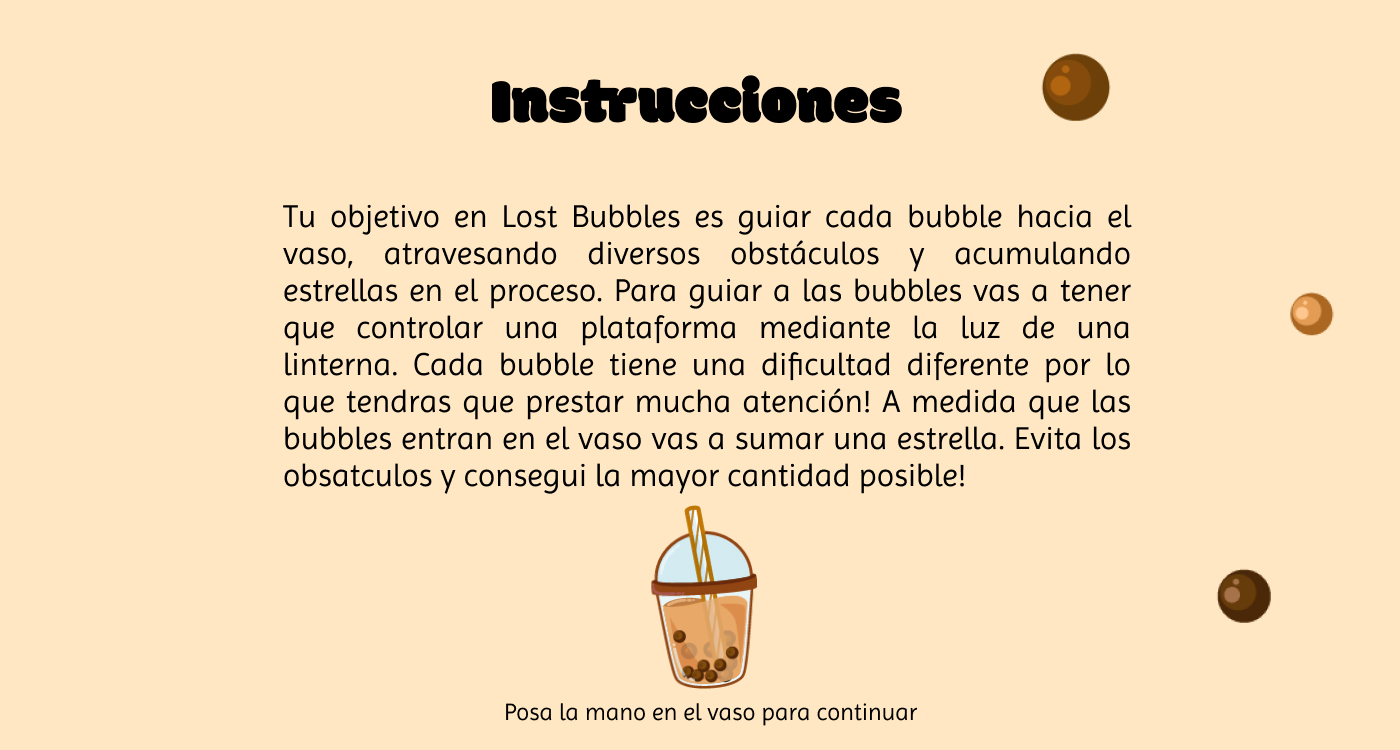 Instrucciones
Tu objetivo en Lost Bubbles es guiar cada bubble hacia el
vaso, atravesando diversos obstáculos y acumulando
estrellas en el proceso. Para guiar a las bubbles vas a tener
que controlar una plataforma mediante la luz de una
linterna. Cada bubble tiene una dificultad diferente por lo
que tendras que prestar mucha atención! A medida que las
bubbles entran en el vaso vas a sumar una estrella. Evita los
obsatculos y consegui la mayor cantidad posible!
Posa la mano en el vaso para continuar